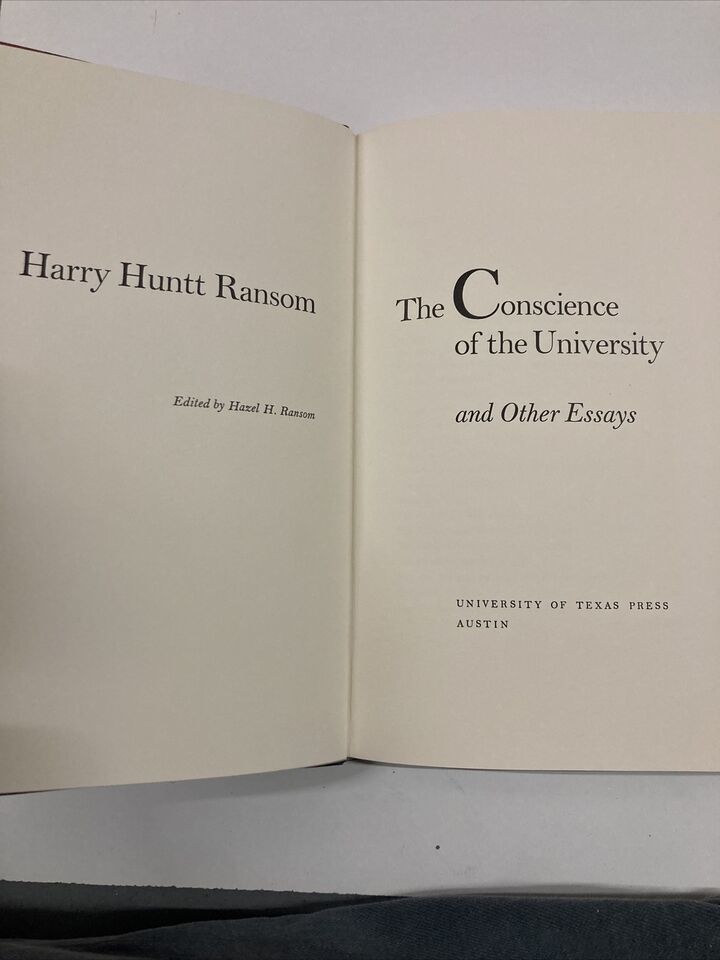 Harry Huntt Ransom
Edited by Hazel H. Ransom
The Conscience
of the University
and Other Essays
UNIVERSITY OF TEXAS PRESS
AUSTIN